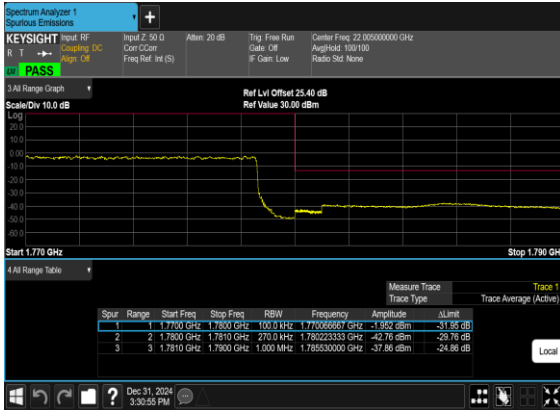 Spectrum Analyzer 1
Spurious Emissions
KEYSIGHT
R T
PASS
Input: RF
Coupling: DC
Align: Off
Input Z: 50 Ω
Corr CCorr
Freq Ref: Int (S)
Atten: 20 dB
Trig: Free Run
Gate: Off
IF Gain: Low
Center Freq: 22.005000000 GHz
Avg|Hold: 100/100
Radio Std: None
3 All Range Graph
Scale/Div 10.0 dB
Ref Lvl Offset 25.40 dB
Ref Value 30.00 dBm
Log
20.0
10.0
0.00
-10.0
-20.0
-30.0
-40.0
-50.0
-60.0
Start 1.770 GHz
Stop 1.790 GH
4 All Range Table
Measure Trace Trace 1
Trace Type Trace Average (Active)
Spur Range Start Freq Stop Freq RBW Frequency Amplitude ΔLimit
1 1 1.7700 GHz 1.7800 GHz 100.0 kHz 1.770066667 GHz -1.952 dBm -31.95 dB
2 2 1.7800 GHz 1.7810 GHz 270.0 kHz 1.780223333 GHz -42.76 dBm -29.76 dB
3 3 1.7810 GHz 1.7900 GHz 1.000 MHz 1.785530000 GHz -37.86 dBm -24.86 dB
Local
?
Dec 31, 2024
3:30:55 PM